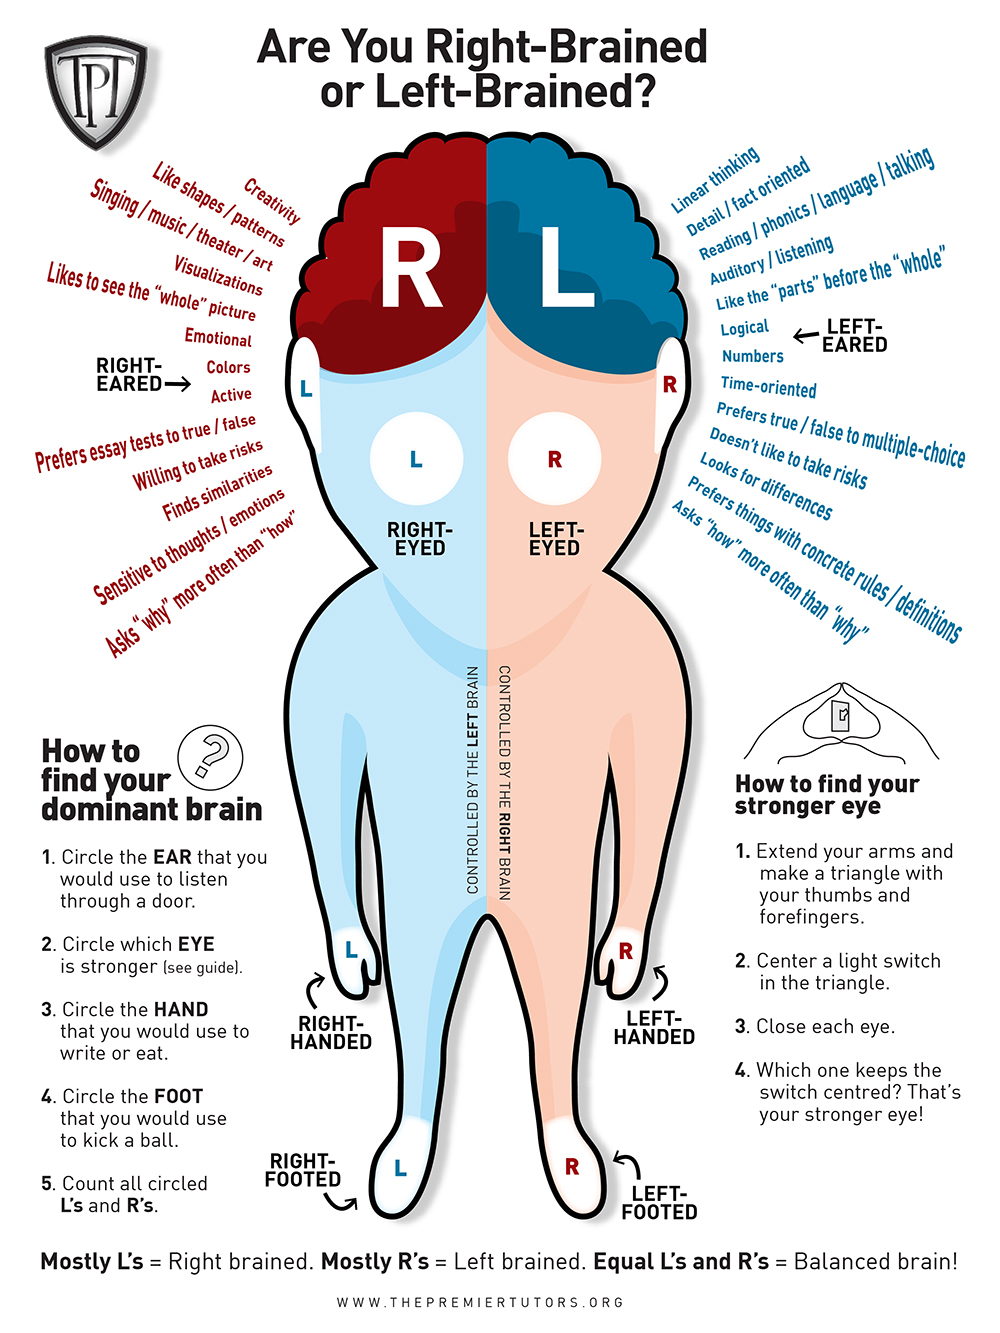 TPT
Are You Right-Brained
or Left-Brained?
Creativity
Like shapes / patterns
Singing / music / theater / art
Visualizations
Likes to see the “whole” picture
Emotional
Colors
Active
Prefers essay tests to true / false
Willing to take risks
Finds similarities
Sensitive to thoughts / emotions
Asks “why” more often than “how”
RIGHT-
EARED
R
L
Linear thinking
Detail / fact oriented
Reading / phonics / language / talking
Auditory / listening
Like the “parts” before the “whole”
Logical
Numbers
Time-oriented
Prefers true / false to multiple-choice
Doesn’t like to take risks
Looks for differences
Prefers things with concrete rules / definitions
Asks “how” more often than “why”
LEFT-
EARED
L
R
L
R
RIGHT-
EYED
LEFT-
EYED
CONTROLLED BY THE LEFT BRAIN
CONTROLLED BY THE RIGHT BRAIN
L
R
RIGHT-
HANDED
LEFT-
HANDED
L
R
RIGHT-
FOOTED
LEFT-
FOOTED
?
How to
find your
dominant brain
1. Circle the EAR that you
would use to listen
through a door.
2. Circle which EYE
is stronger (see guide).
3. Circle the HAND
that you would use to
write or eat.
4. Circle the FOOT
that you would use
to kick a ball.
5. Count all circled
L’s and R’s.
How to find your
stronger eye
1. Extend your arms and
make a triangle with
your thumbs and
forefingers.
2. Center a light switch
in the triangle.
3. Close each eye.
4. Which one keeps the
switch centred? That’s
your stronger eye!
Mostly L’s = Right brained. Mostly R’s = Left brained. Equal L’s and R’s = Balanced brain!
WWW.THEPREMIERTUTORS.ORG